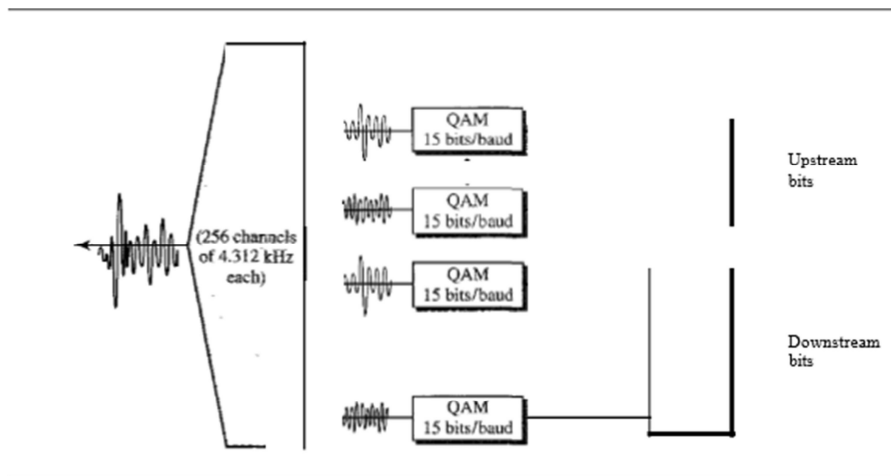 QAM
15 bits/baud
Upstream
bits
QAM
15 bits/baud
(256 channels
of 4.312 kHz
each)
QAM
15 bits/baud
Downstream
bits
QAM
15 bits/baud